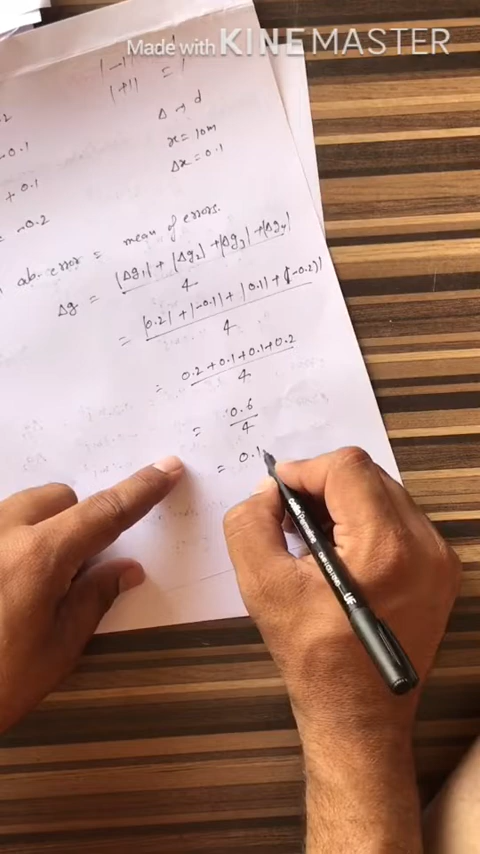 Made with KINEMASTER
|-1|
|+1| =
.2
Δ → d
-0.1
x = 10m
+ 0.1
Δx = 0.1
= -0.2
abs. error = mean of errors.
Δg = |Δg₁| + |Δg₂| + |Δg₃| + |Δg₄|
4
= |0.2| + |-0.1| + |0.1| + |(-0.2)|
4
= 0.2 + 0.1 + 0.1 + 0.2
4
= 0.6
4
= 0.1